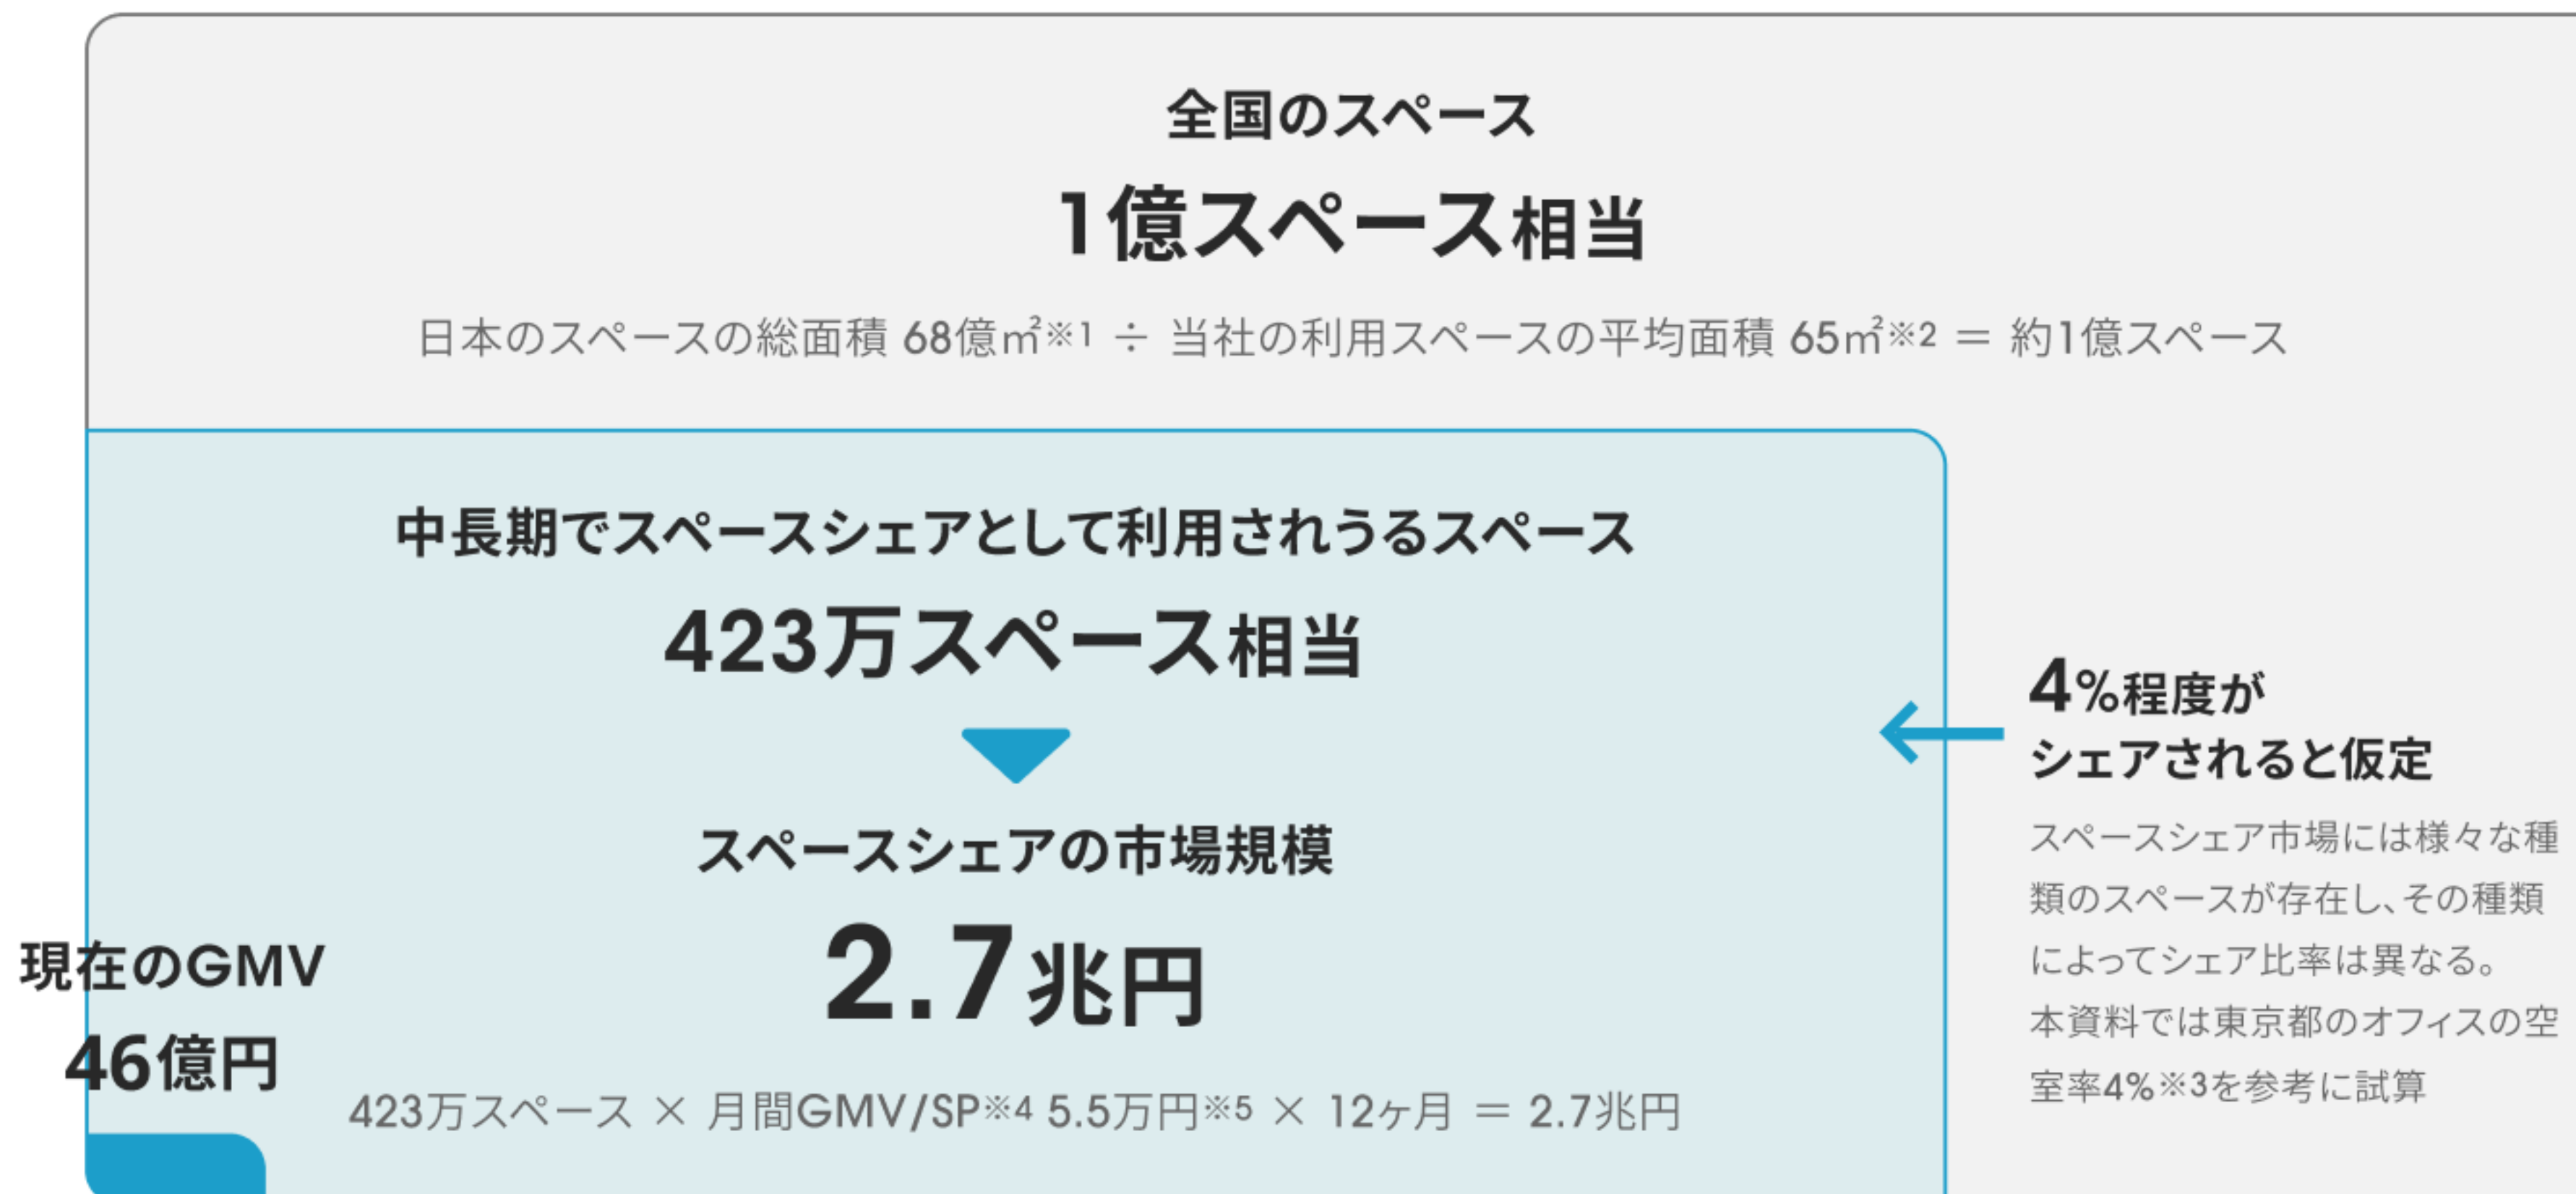 全国のスペース
1億スペース相当
日本のスペースの総面積 68億㎡※1 ÷ 当社の利用スペースの平均面積 65㎡※2 ＝ 約1億スペース
中長期でスペースシェアとして利用されうるスペース
423万スペース相当
スペースシェアの市場規模
2.7兆円
423万スペース × 月間GMV/SP※4 5.5万円※5 × 12ヶ月 ＝ 2.7兆円
現在のGMV
46億円
4%程度が
シェアされると仮定
スペースシェア市場には様々な種
類のスペースが存在し、その種類
によってシェア比率は異なる。
本資料では東京都のオフィスの空
室率4%※3を参考に試算